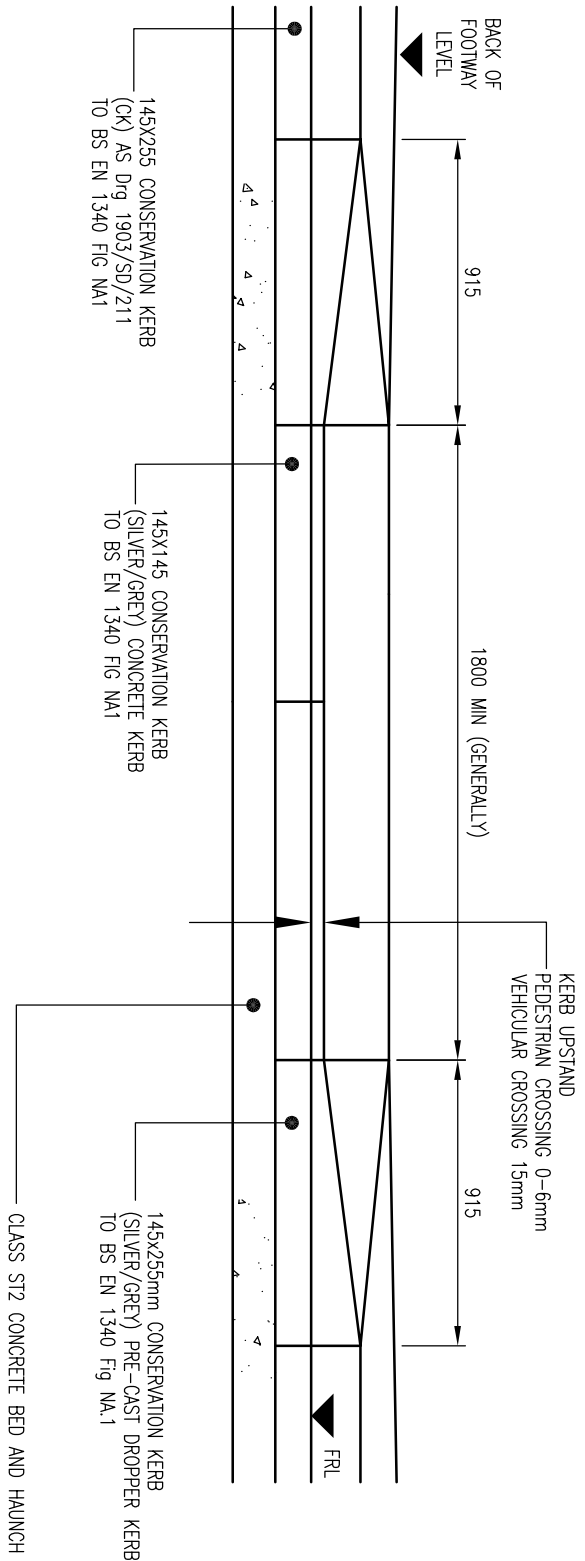 BACK OF
FOOTWAY
LEVEL
915
1800 MIN (GENERALLY)
915
KERB UPSTAND
PEDESTRIAN CROSSING 0-6mm
VEHICULAR CROSSING 15mm
FRL
145X255 CONSERVATION KERB
(CK) AS Drg 1903/SD/211
TO BS EN 1340 FIG NA1
145X145 CONSERVATION KERB
(SILVER/GREY) CONCRETE KERB
TO BS EN 1340 FIG NA1
145x255mm CONSERVATION KERB
(SILVER/GREY) PRE-CAST DROPPER KERB
TO BS EN 1340 Fig NA.1
CLASS ST2 CONCRETE BED AND HAUNCH